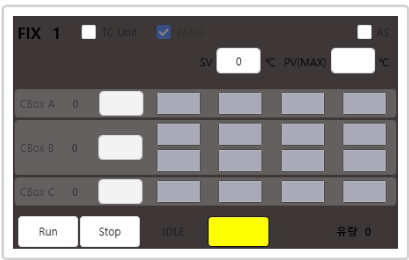 FIX 1 TC Unit TEMP AS
SV 0 ℃ PV(MAX) ℃
CBox A 0
CBox B 0
CBox C 0
Run Stop IDLE 유량 0